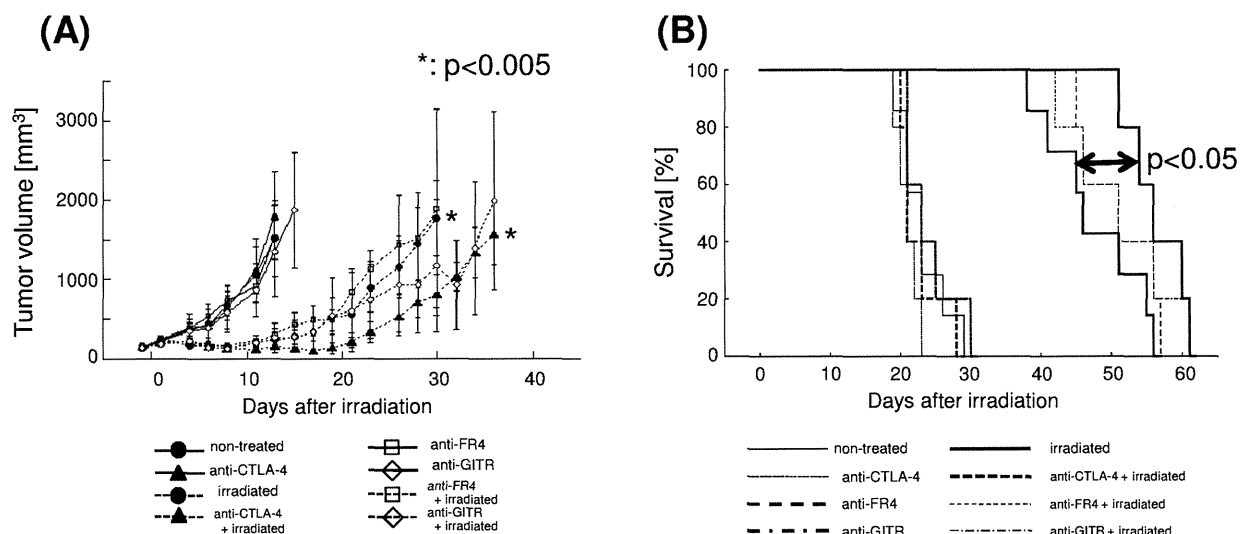 (A)
*: p<0.005
Tumor volume [mm³]
3000
2000
1000
0
*
*
0 10 20 30 40
Days after irradiation
non-treated
anti-CTLA-4
irradiated
anti-CTLA-4
+ irradiated
anti-FR4
anti-GITR
anti-FR4
+ irradiated
anti-GITR
+ irradiated
(B)
Survival [%]
100
80
60
40
20
0
p<0.05
0 10 20 30 40 50 60
Days after irradiation
non-treated
anti-CTLA-4
anti-FR4
anti-GITR
irradiated
anti-CTLA-4 + irradiated
anti-FR4 + irradiated
anti-GITR + irradiated